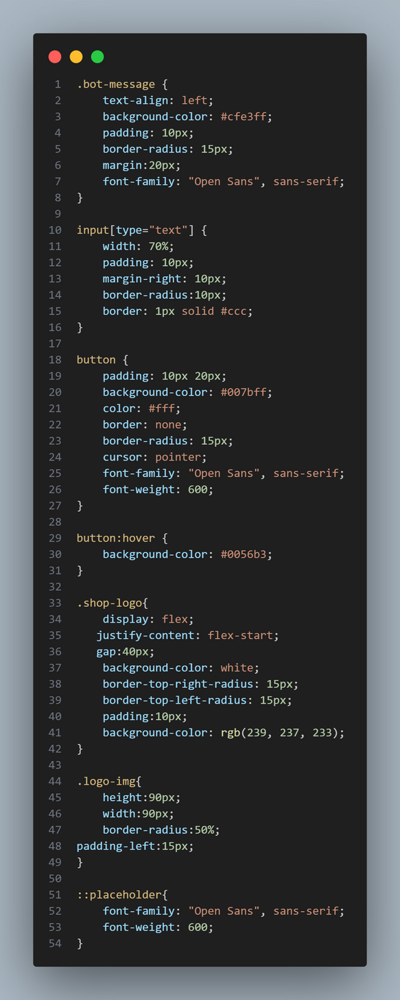 1 .bot-message {
2     text-align: left;
3     background-color: #cfe3ff;
4     padding: 10px;
5     border-radius: 15px;
6     margin:20px;
7     font-family: "Open Sans", sans-serif;
8 }
9
10 input[type="text"] {
11     width: 70%;
12     padding: 10px;
13     margin-right: 10px;
14     border-radius:10px;
15     border: 1px solid #ccc;
16 }
17
18 button {
19     padding: 10px 20px;
20     background-color: #007bff;
21     color: #fff;
22     border: none;
23     border-radius: 15px;
24     cursor: pointer;
25     font-family: "Open Sans", sans-serif;
26     font-weight: 600;
27 }
28
29 button:hover {
30     background-color: #0056b3;
31 }
32
33 .shop-logo{
34     display: flex;
35    justify-content: flex-start;
36    gap:40px;
37     background-color: white;
38     border-top-right-radius: 15px;
39     border-top-left-radius: 15px;
40     padding:10px;
41     background-color: rgb(239, 237, 233);
42 }
43
44 .logo-img{
45     height:90px;
46     width:90px;
47     border-radius:50%;
48 padding-left:15px;
49 }
50
51 ::placeholder{
52     font-family: "Open Sans", sans-serif;
53     font-weight: 600;
54 }